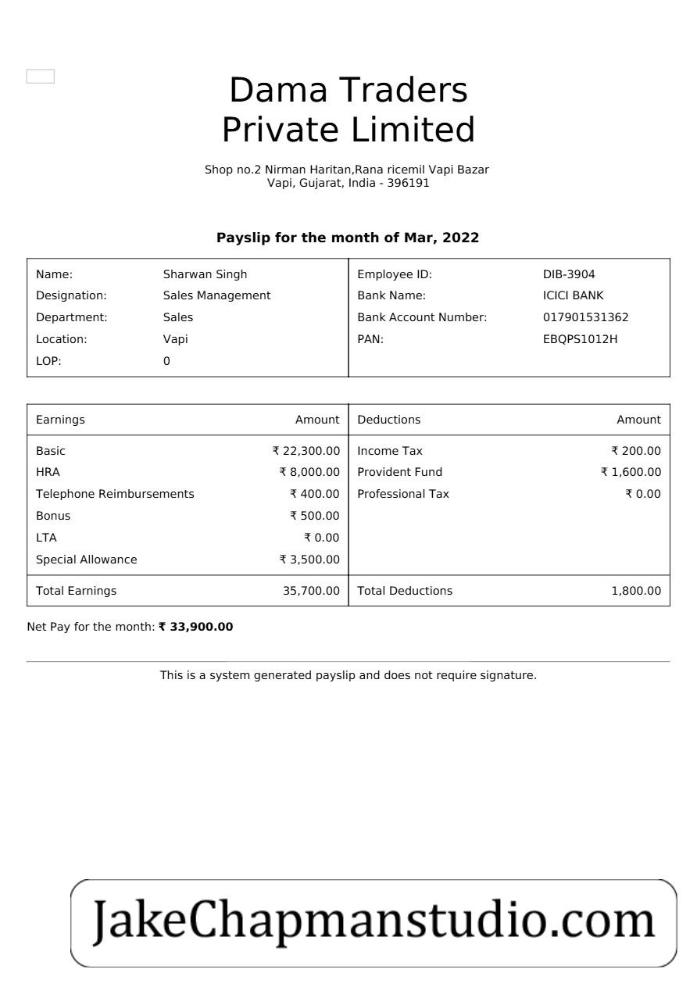 Dama Traders
Private Limited
Shop no.2 Nirman Haritan,Rana ricemil Vapi Bazar
Vapi, Gujarat, India - 396191
Payslip for the month of Mar, 2022
Name: Sharwan Singh Employee ID: DIB-3904
Designation: Sales Management Bank Name: ICICI BANK
Department: Sales Bank Account Number: 017901531362
Location: Vapi PAN: EBQPS1012H
LOP: 0
Earnings Amount Deductions Amount
Basic ₹ 22,300.00 Income Tax ₹ 200.00
HRA ₹ 8,000.00 Provident Fund ₹ 1,600.00
Telephone Reimbursements ₹ 400.00 Professional Tax ₹ 0.00
Bonus ₹ 500.00
LTA ₹ 0.00
Special Allowance ₹ 3,500.00
Total Earnings 35,700.00 Total Deductions 1,800.00
Net Pay for the month: ₹ 33,900.00
This is a system generated payslip and does not require signature.
JakeChapmanstudio.com